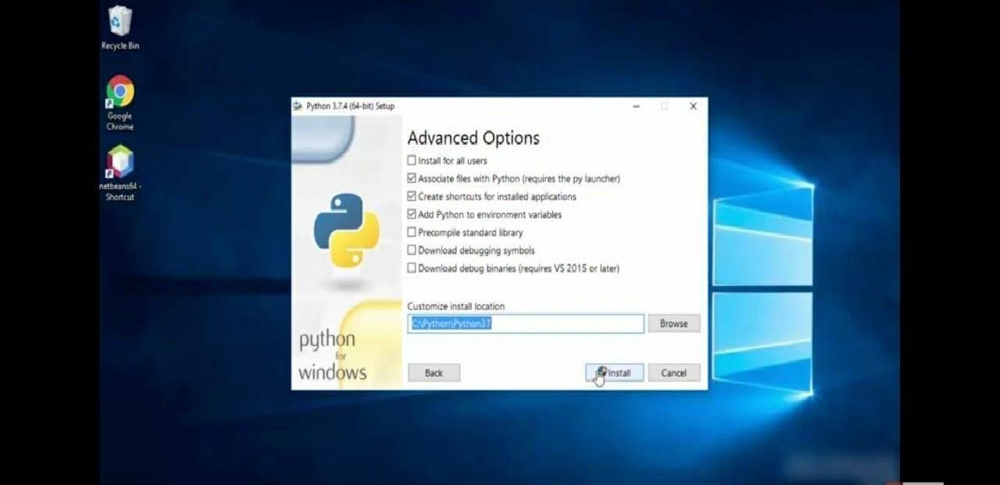 Recycle Bin
Google
Chrome
netbeans64 -
Shortcut
Python 3.7.4 (64-bit) Setup
Advanced Options
Install for all users
Associate files with Python (requires the py launcher)
Create shortcuts for installed applications
Add Python to environment variables
Precompile standard library
Download debugging symbols
Download debug binaries (requires VS 2015 or later)
Customize install location
C:\Python\Python37
Browse
python
for
windows
Back
Install
Cancel